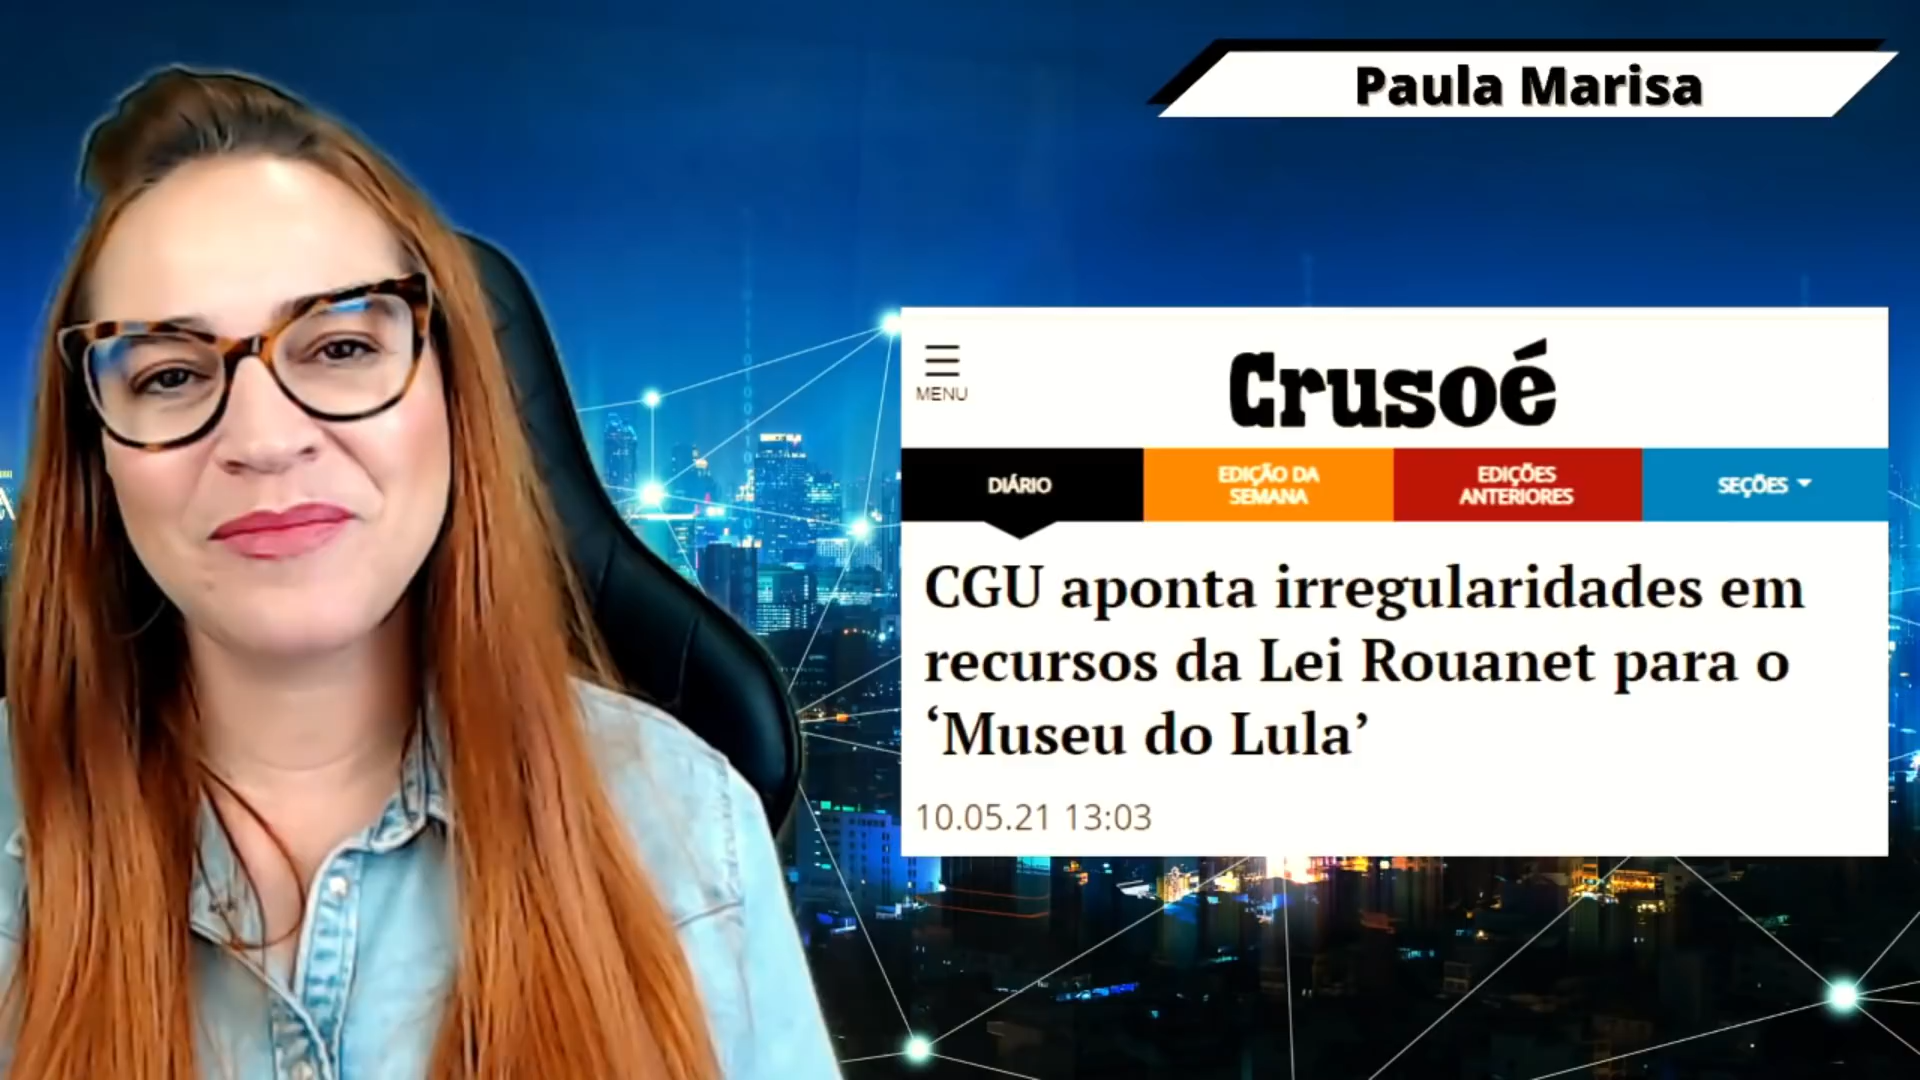 Paula Marisa
MENU
Crusoé
DIÁRIO
EDIÇÃO DA
SEMANA
EDIÇÕES
ANTERIORES
SEÇÕES
CGU aponta irregularidades em
recursos da Lei Rouanet para o
‘Museu do Lula’
10.05.21 13:03